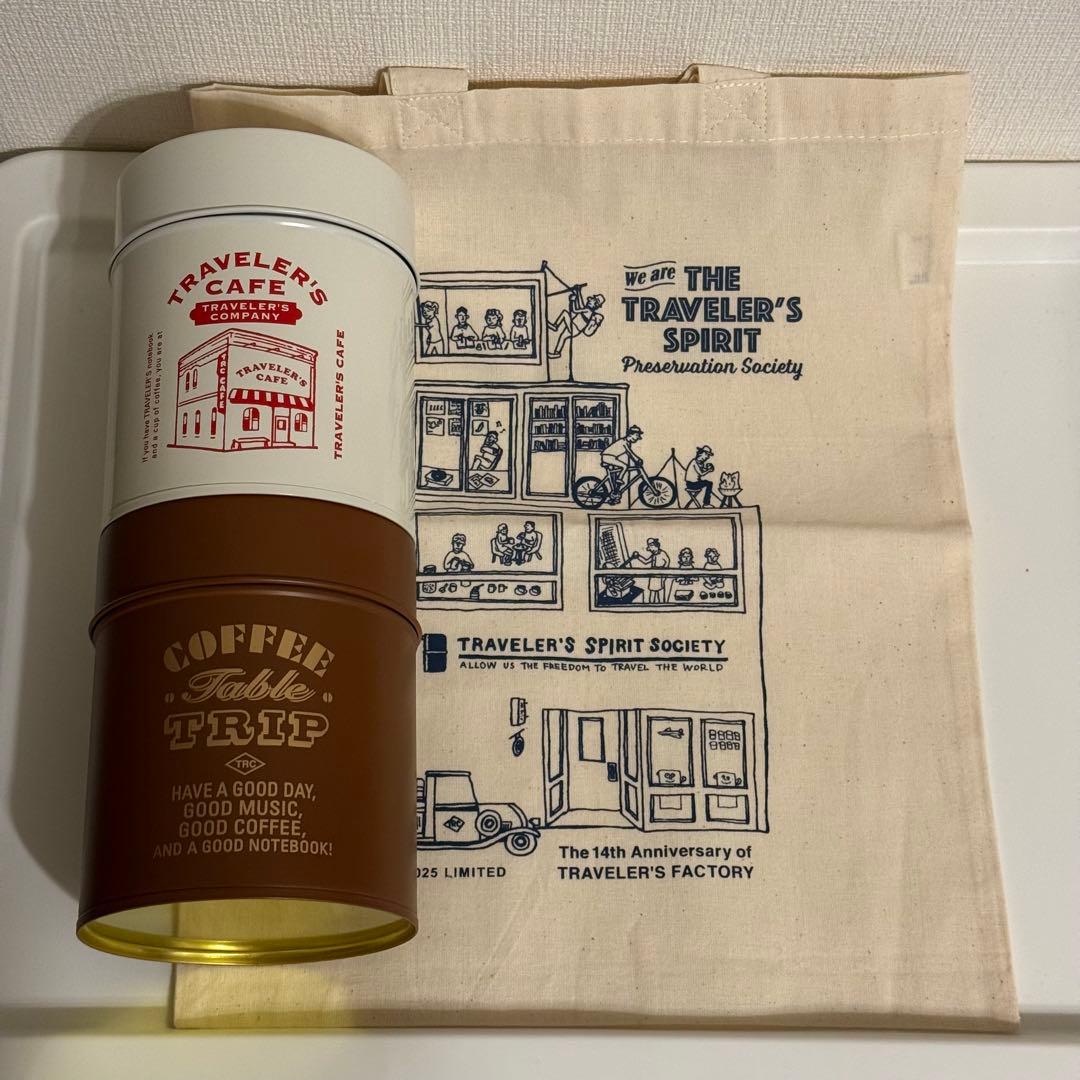 TRAVELER'S
CAFE
TRAVELER'S
COMPANY
TRAVELER'S
CAFE
TRC CAFE
If you have TRAVELER'S notebook
and a cup of coffee, you are at
TRAVELER'S CAFE
COFFEE
Table
TRIP
TRC
HAVE A GOOD DAY,
GOOD MUSIC,
GOOD COFFEE,
AND A GOOD NOTEBOOK!
We are THE
TRAVELER'S
SPIRIT
Preservation Society
TRAVELER'S SPIRIT SOCIETY
ALLOW US THE FREEDOM TO TRAVEL THE WORLD
TRC
025 LIMITED
The 14th Anniversary of
TRAVELER'S FACTORY